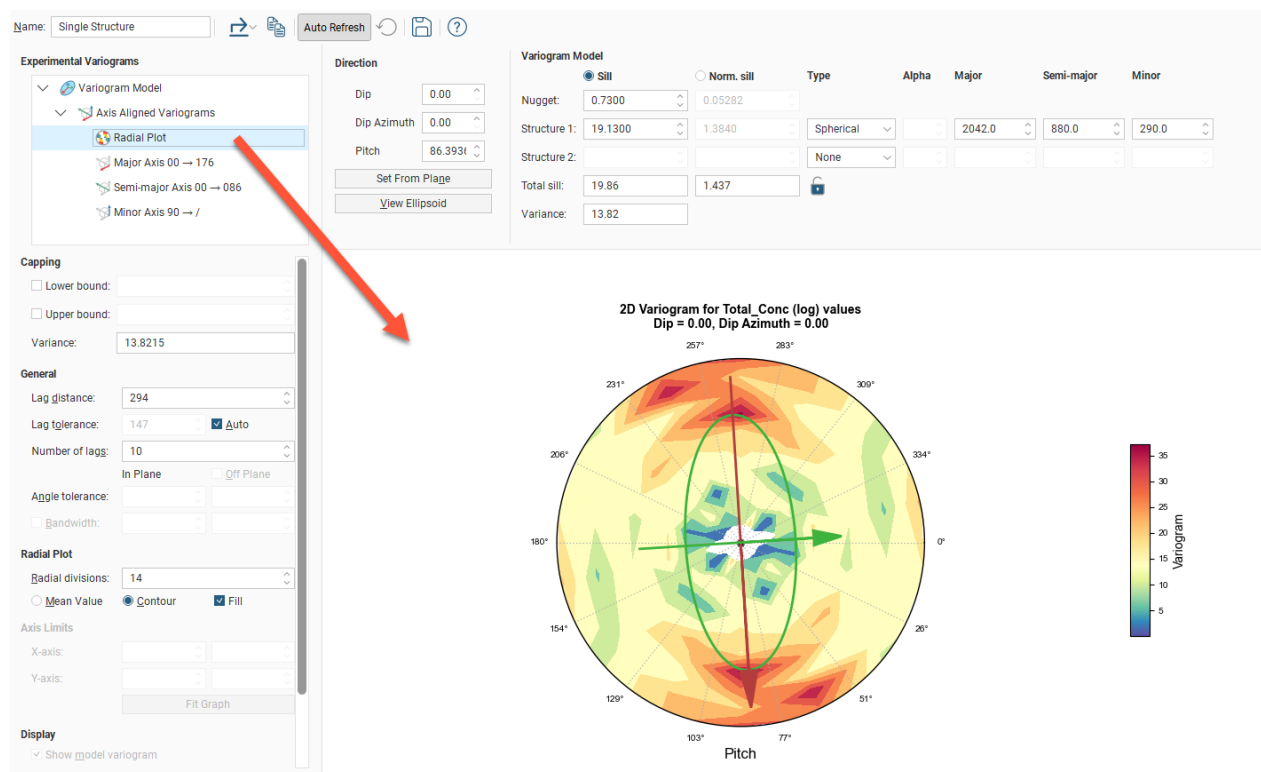 Name: Single Structure Auto Refresh
Experimental Variograms
Variogram Model
Axis Aligned Variograms
Radial Plot
Major Axis 00 → 176
Semi-major Axis 00 → 086
Minor Axis 90 → /
Direction
Dip 0.00
Dip Azimuth 0.00
Pitch 86.393
Set From Plane
View Ellipsoid
Variogram Model
Sill Norm. sill Type Alpha Major Semi-major Minor
Nugget: 0.7300 0.05282
Structure 1: 19.1300 1.3840 Spherical 2042.0 880.0 290.0
Structure 2: None
Total sill: 19.86 1.437
Variance: 13.82
Capping
Lower bound:
Upper bound:
Variance: 13.8215
General
Lag distance: 294
Lag tolerance: 147 Auto
Number of lags: 10
In Plane Off Plane
Angle tolerance:
Bandwidth:
Radial Plot
Radial divisions: 14
Mean Value Contour Fill
Axis Limits
X-axis:
Y-axis:
Fit Graph
Display
Show model variogram
2D Variogram for Total_Conc (log) values
Dip = 0.00, Dip Azimuth = 0.00
257° 283°
231° 309°
206° 334°
180° 0°
154° 26°
129° 51°
103° 77°
Pitch
35
30
25
20
15
10
5
Variogram